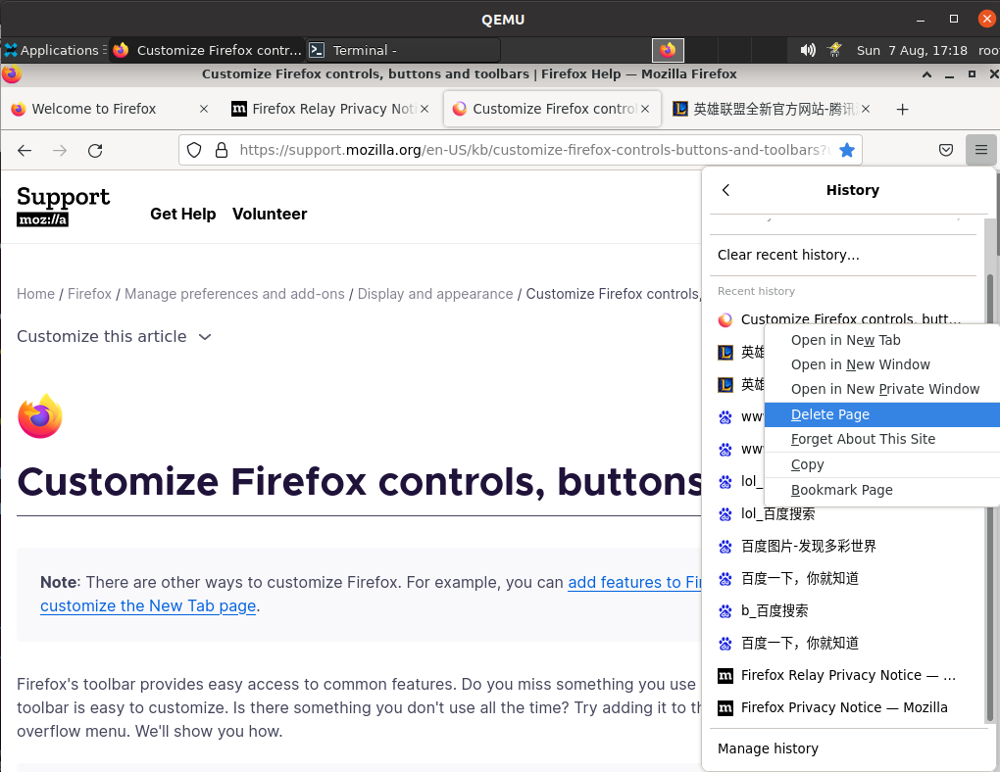 QEMU
Applications
Customize Firefox contr...
Terminal -
Sun 7 Aug, 17:18
roo
Customize Firefox controls, buttons and toolbars | Firefox Help — Mozilla Firefox
Welcome to Firefox
Firefox Relay Privacy Noti
Customize Firefox contro
英雄联盟全新官方网站-腾讯
https://support.mozilla.org/en-US/kb/customize-firefox-controls-buttons-and-toolbars?
Support
moz://a
Get Help
Volunteer
History
Clear recent history…
Recent history
Home / Firefox / Manage preferences and add-ons / Display and appearance / Customize Firefox controls,
Customize this article
Customize Firefox controls, butt…
英雄
英雄
www
www
lol_
lol_百度搜索
百度图片-发现多彩世界
百度一下，你就知道
b_百度搜索
百度一下，你就知道
Firefox Relay Privacy Notice — …
Firefox Privacy Notice — Mozilla
Manage history
Open in New Tab
Open in New Window
Open in New Private Window
Delete Page
Forget About This Site
Copy
Bookmark Page
Customize Firefox controls, buttons
Note: There are other ways to customize Firefox. For example, you can add features to Fir
customize the New Tab page.
Firefox's toolbar provides easy access to common features. Do you miss something you use
toolbar is easy to customize. Is there something you don't use all the time? Try adding it to th
overflow menu. We'll show you how.